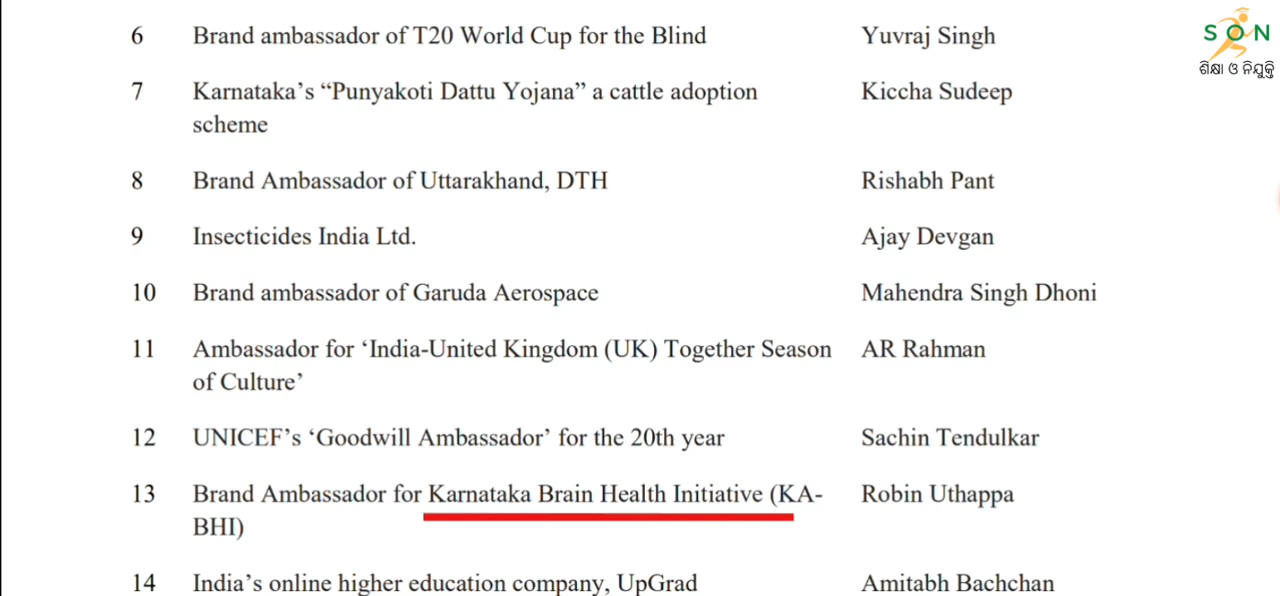 6 Brand ambassador of T20 World Cup for the Blind Yuvraj Singh
7 Karnataka’s “Punyakoti Dattu Yojana” a cattle adoption Kiccha Sudeep
scheme
8 Brand Ambassador of Uttarakhand, DTH Rishabh Pant
9 Insecticides India Ltd. Ajay Devgan
10 Brand ambassador of Garuda Aerospace Mahendra Singh Dhoni
11 Ambassador for ‘India-United Kingdom (UK) Together Season AR Rahman
of Culture’
12 UNICEF’s ‘Goodwill Ambassador’ for the 20th year Sachin Tendulkar
13 Brand Ambassador for Karnataka Brain Health Initiative (KA- Robin Uthappa
BHI)
14 India’s online higher education company, UpGrad Amitabh Bachchan
SON
ଶିକ୍ଷା ଓ ନିଯୁକ୍ତି